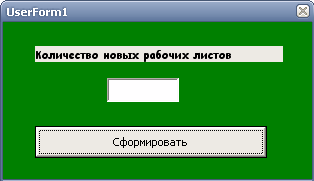 UserForm1
Количество новых рабочих листов
Сформировать